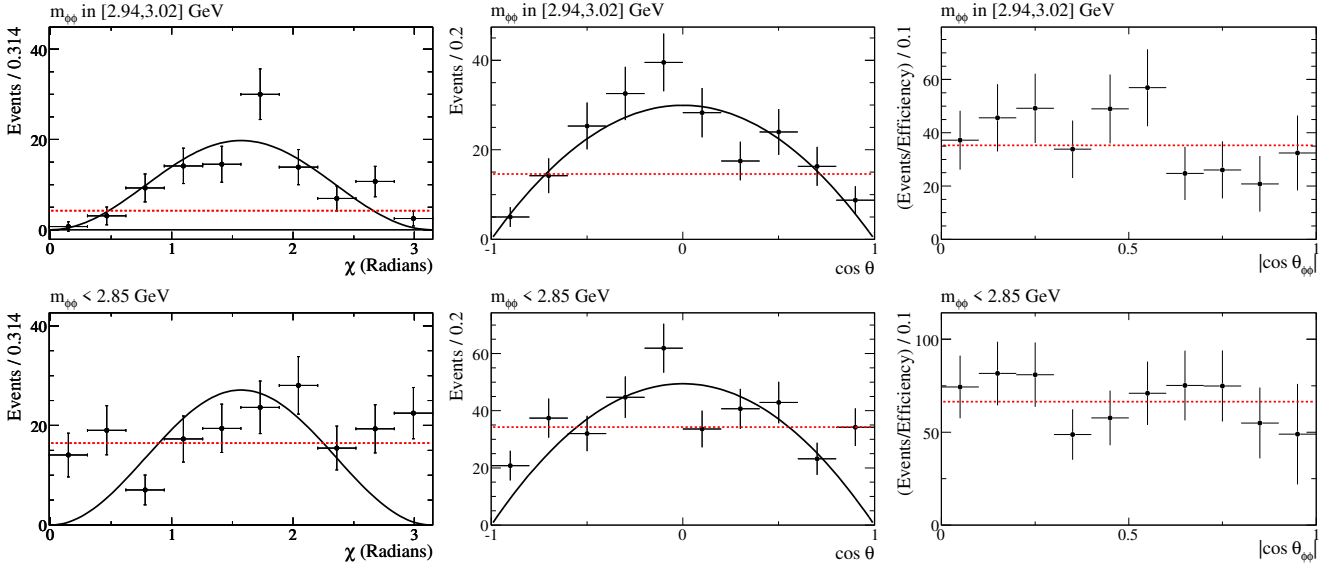 m_ϕϕ in [2.94,3.02] GeV
Events / 0.314
40
20
0
0
1
2
3
χ (Radians)
m_ϕϕ in [2.94,3.02] GeV
Events / 0.2
40
20
0
-1
0
1
cos θ
m_ϕϕ in [2.94,3.02] GeV
(Events/Efficiency) / 0.1
60
40
20
0
0
0.5
1
|cos θ_ϕϕ|
m_ϕϕ < 2.85 GeV
Events / 0.314
40
20
0
0
1
2
3
χ (Radians)
m_ϕϕ < 2.85 GeV
Events / 0.2
60
40
20
0
-1
0
1
cos θ
m_ϕϕ < 2.85 GeV
(Events/Efficiency) / 0.1
100
50
0
0
0.5
1
|cos θ_ϕϕ|